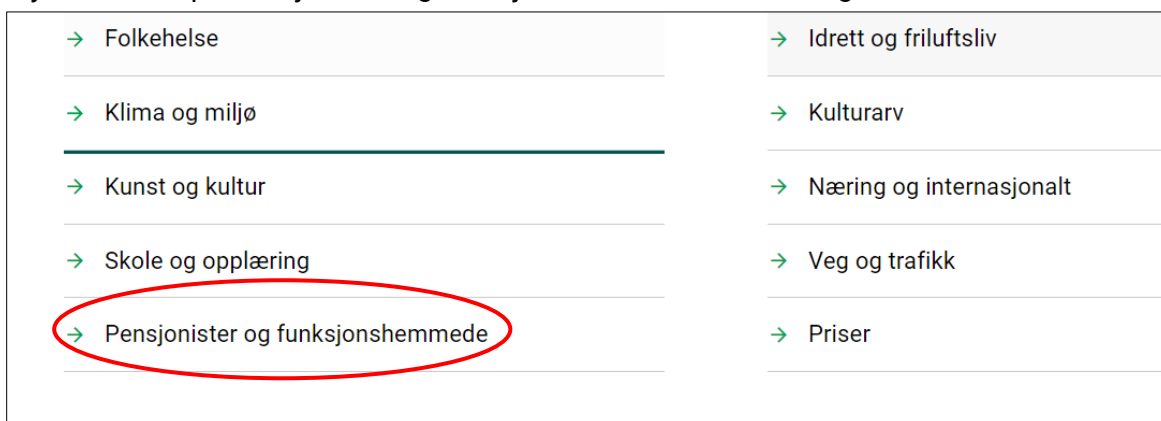 Folkehelse
Idrett og friluftsliv
Klima og miljø
Kulturarv
Kunst og kultur
Næring og internasjonalt
Skole og opplæring
Veg og trafikk
Pensjonister og funksjonshemmede
Priser